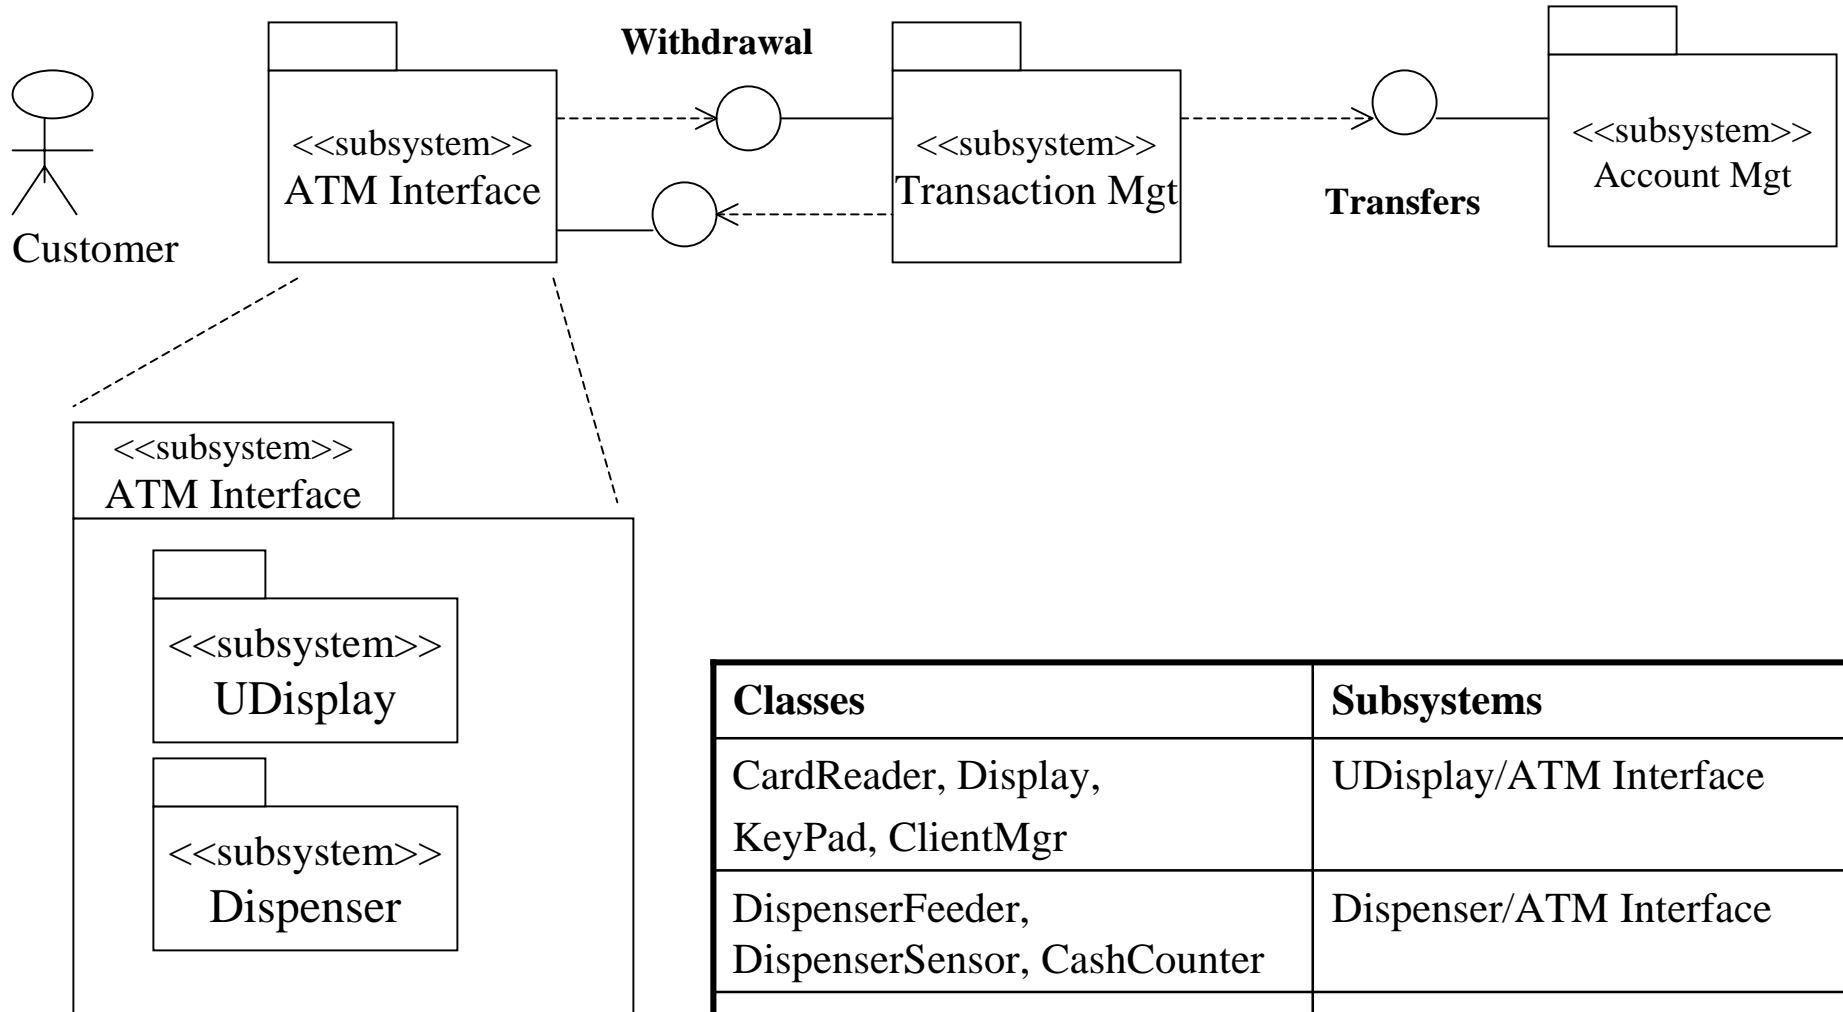 Withdrawal
<<subsystem>>
ATM Interface
<<subsystem>>
Transaction Mgt
<<subsystem>>
Account Mgt
Transfers
Customer
<<subsystem>>
ATM Interface
<<subsystem>>
UDisplay
<<subsystem>>
Dispenser
Classes
Subsystems
CardReader, Display,
KeyPad, ClientMgr
UDisplay/ATM Interface
DispenserFeeder,
DispenserSensor, CashCounter
Dispenser/ATM Interface